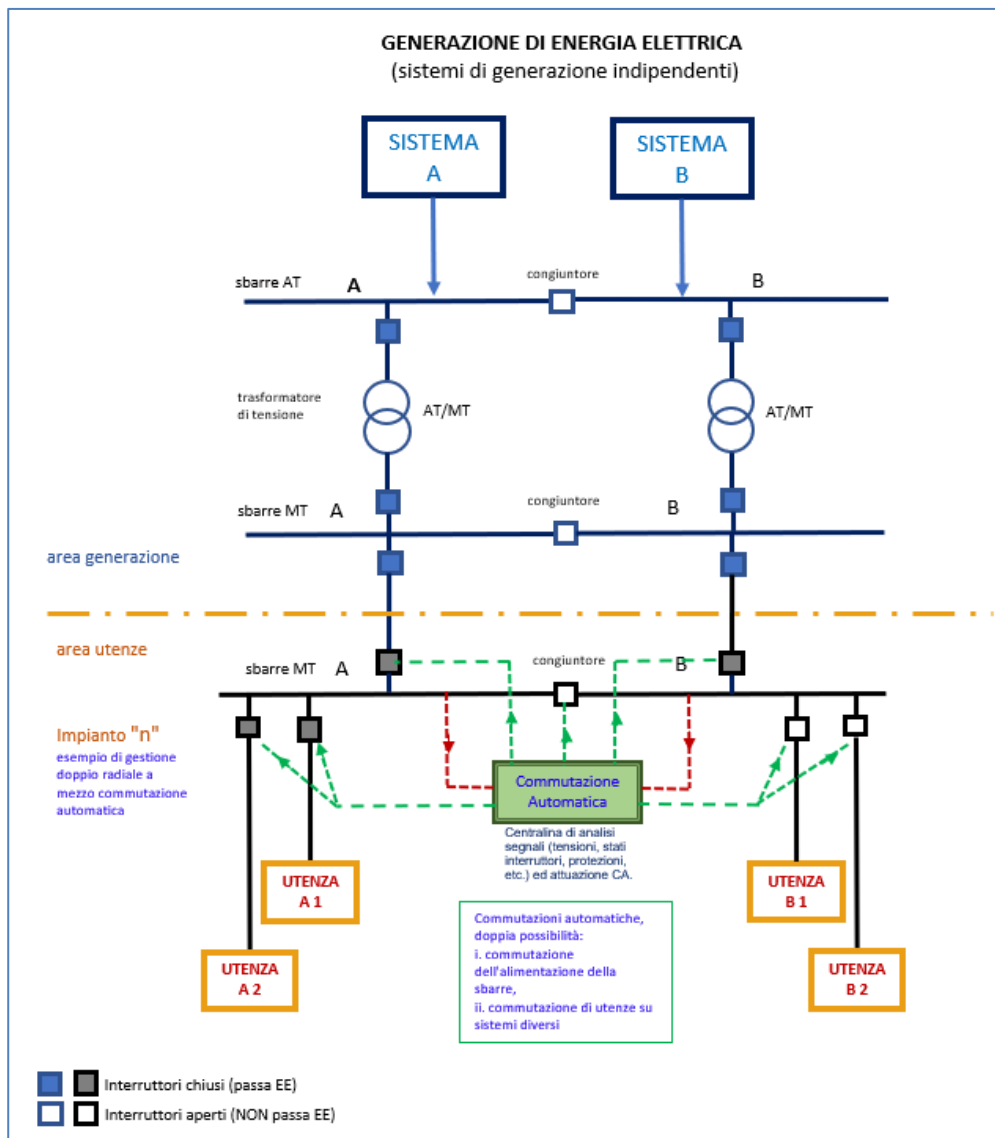 GENERAZIONE DI ENERGIA ELETTRICA
(sistemi di generazione indipendenti)
SISTEMA
A
SISTEMA
B
sbarre AT
A
congiuntore
B
trasformatore
di tensione
AT/MT
AT/MT
sbarre MT
A
congiuntore
B
area generazione
area utenze
sbarre MT
A
congiuntore
B
Impianto "n"
esempio di gestione
doppio radiale a
mezzo commutazione
automatica
Commutazione
Automatica
Centralina di analisi
segnali (tensioni, stati
interruttori, protezioni,
etc.) ed attuazione CA.
UTENZA
A 1
UTENZA
B 1
UTENZA
A 2
UTENZA
B 2
Commutazioni automatiche,
doppia possibilità:
i. commutazione
dell'alimentazione della
sbarre,
ii. commutazione di utenze su
sistemi diversi
Interruttori chiusi (passa EE)
Interruttori aperti (NON passa EE)